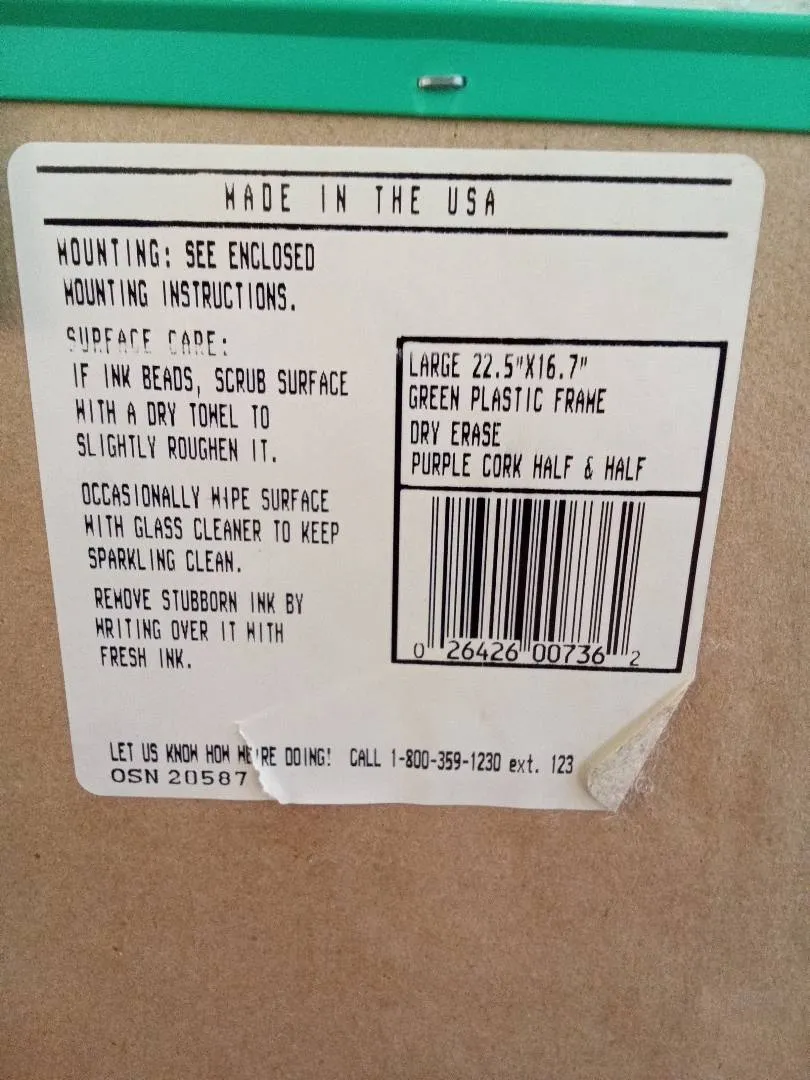 MADE IN THE USA
MOUNTING: SEE ENCLOSED
MOUNTING INSTRUCTIONS.
SURFACE CARE:
IF INK BEADS, SCRUB SURFACE
WITH A DRY TOWEL TO
SLIGHTLY ROUGHEN IT.
OCCASIONALLY WIPE SURFACE
WITH GLASS CLEANER TO KEEP
SPARKLING CLEAN.
REMOVE STUBBORN INK BY
WRITING OVER IT WITH
FRESH INK.
LARGE 22.5"X16.7"
GREEN PLASTIC FRAME
DRY ERASE
PURPLE CORK HALF & HALF
0 26426 00736 2
LET US KNOW HOW WE'RE DOING! CALL 1-800-359-1230 ext. 123
OSN 20587